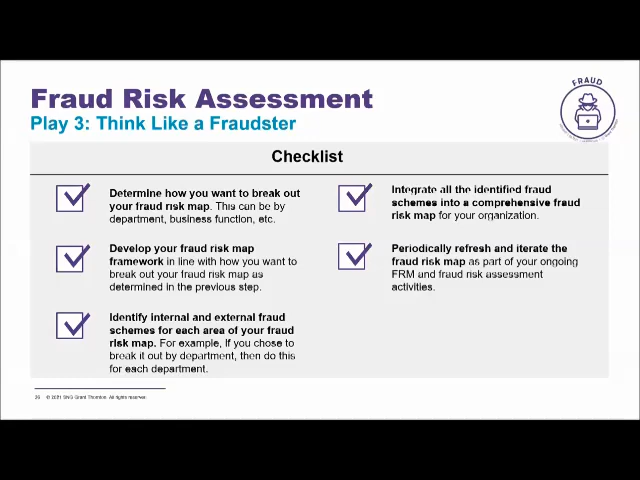 Fraud Risk Assessment
Play 3: Think Like a Fraudster
FRAUD
Checklist
Determine how you want to break out
your fraud risk map. This can be by
department, business function, etc.
Develop your fraud risk map
framework in line with how you want to
break out your fraud risk map as
determined in the previous step.
Identify internal and external fraud
schemes for each area of your fraud
risk map. For example, if you chose to
break it out by department, then do this
for each department.
Integrate all the identified fraud
schemes into a comprehensive fraud
risk map for your organization.
Periodically refresh and iterate the
fraud risk map as part of your ongoing
FRM and fraud risk assessment
activities.
26 © 2021 SNG Grant Thornton. All rights reserved.